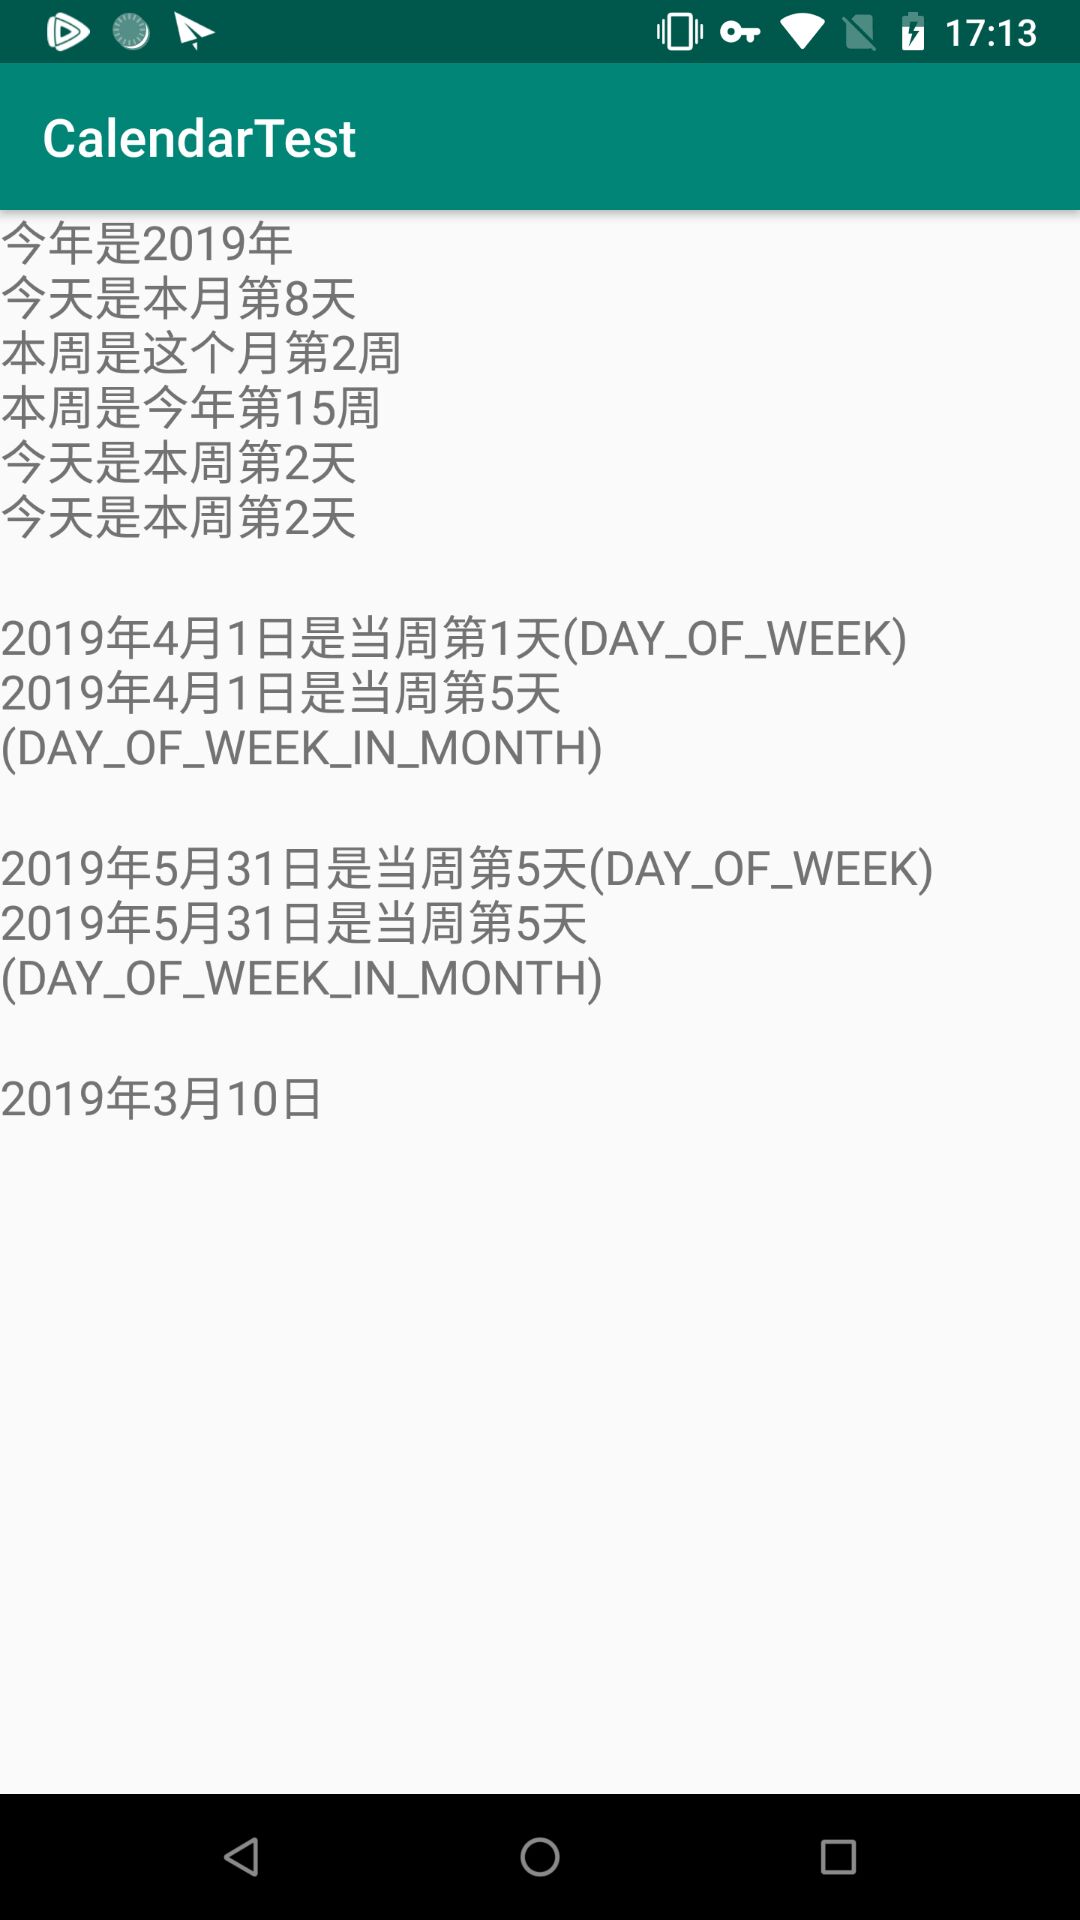 17:13
CalendarTest
今年是2019年
今天是本月第8天
本周是这个月第2周
本周是今年第15周
今天是本周第2天
今天是本周第2天
2019年4月1日是当周第1天(DAY_OF_WEEK)
2019年4月1日是当周第5天
(DAY_OF_WEEK_IN_MONTH)
2019年5月31日是当周第5天(DAY_OF_WEEK)
2019年5月31日是当周第5天
(DAY_OF_WEEK_IN_MONTH)
2019年3月10日